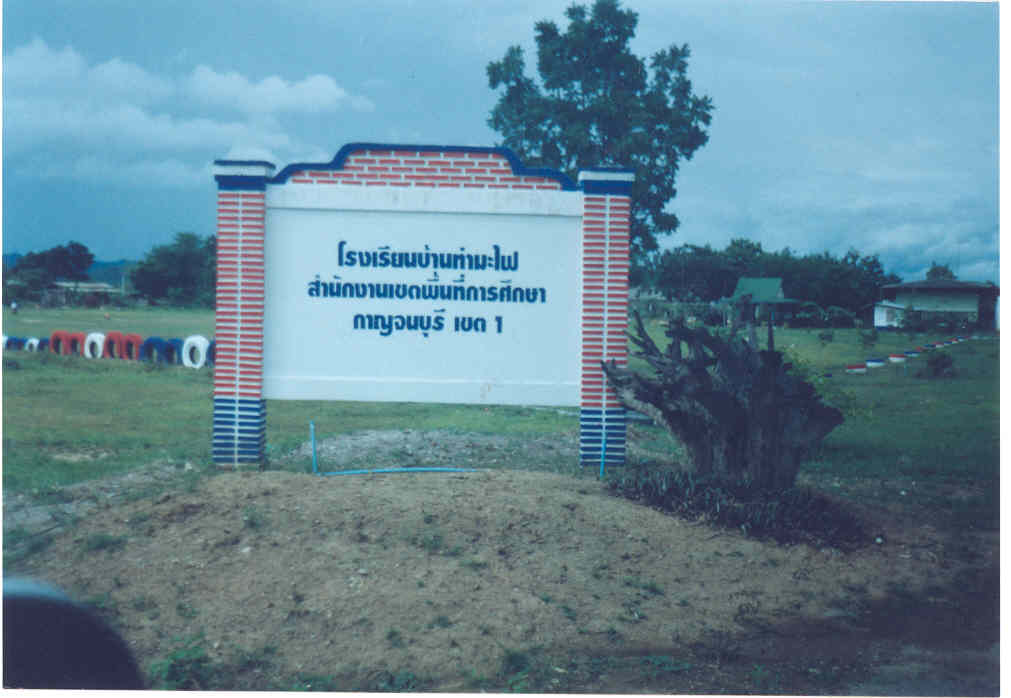 โรงเรียนบ้านท่ามะไฟ
สำนักงานเขตพื้นที่การศึกษา
กาญจนบุรี เขต 1